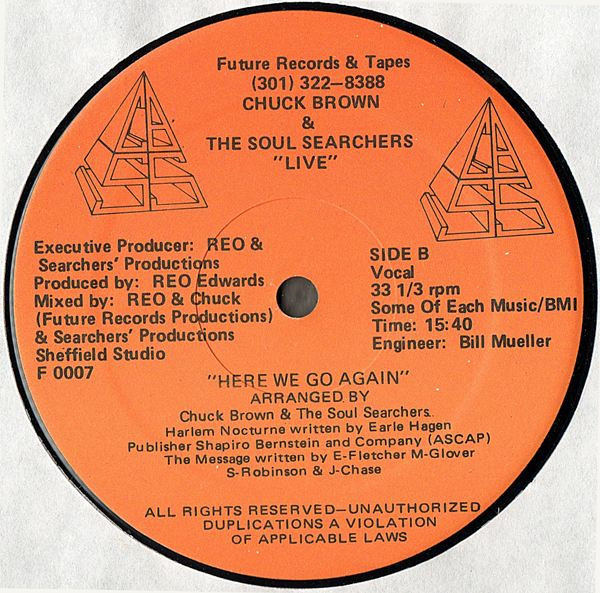 Future Records & Tapes
(301) 322—8388
CHUCK BROWN
&
THE SOUL SEARCHERS
"LIVE"
Executive Producer: REO &
Searchers' Productions
Produced by: REO Edwards
Mixed by: REO & Chuck
(Future Records Productions)
& Searchers' Productions
Sheffield Studio
F 0007
SIDE B
Vocal
33 1/3 rpm
Some Of Each Music/BMI
Time: 15:40
Engineer: Bill Mueller
"HERE WE GO AGAIN"
ARRANGED BY
Chuck Brown & The Soul Searchers..
Harlem Nocturne written by Earle Hagen
Publisher Shapiro Bernstein and Company (ASCAP)
The Message written by E-Fletcher M-Glover
S-Robinson & J-Chase
ALL RIGHTS RESERVED—UNAUTHORIZED
DUPLICATIONS A VIOLATION
OF APPLICABLE LAWS